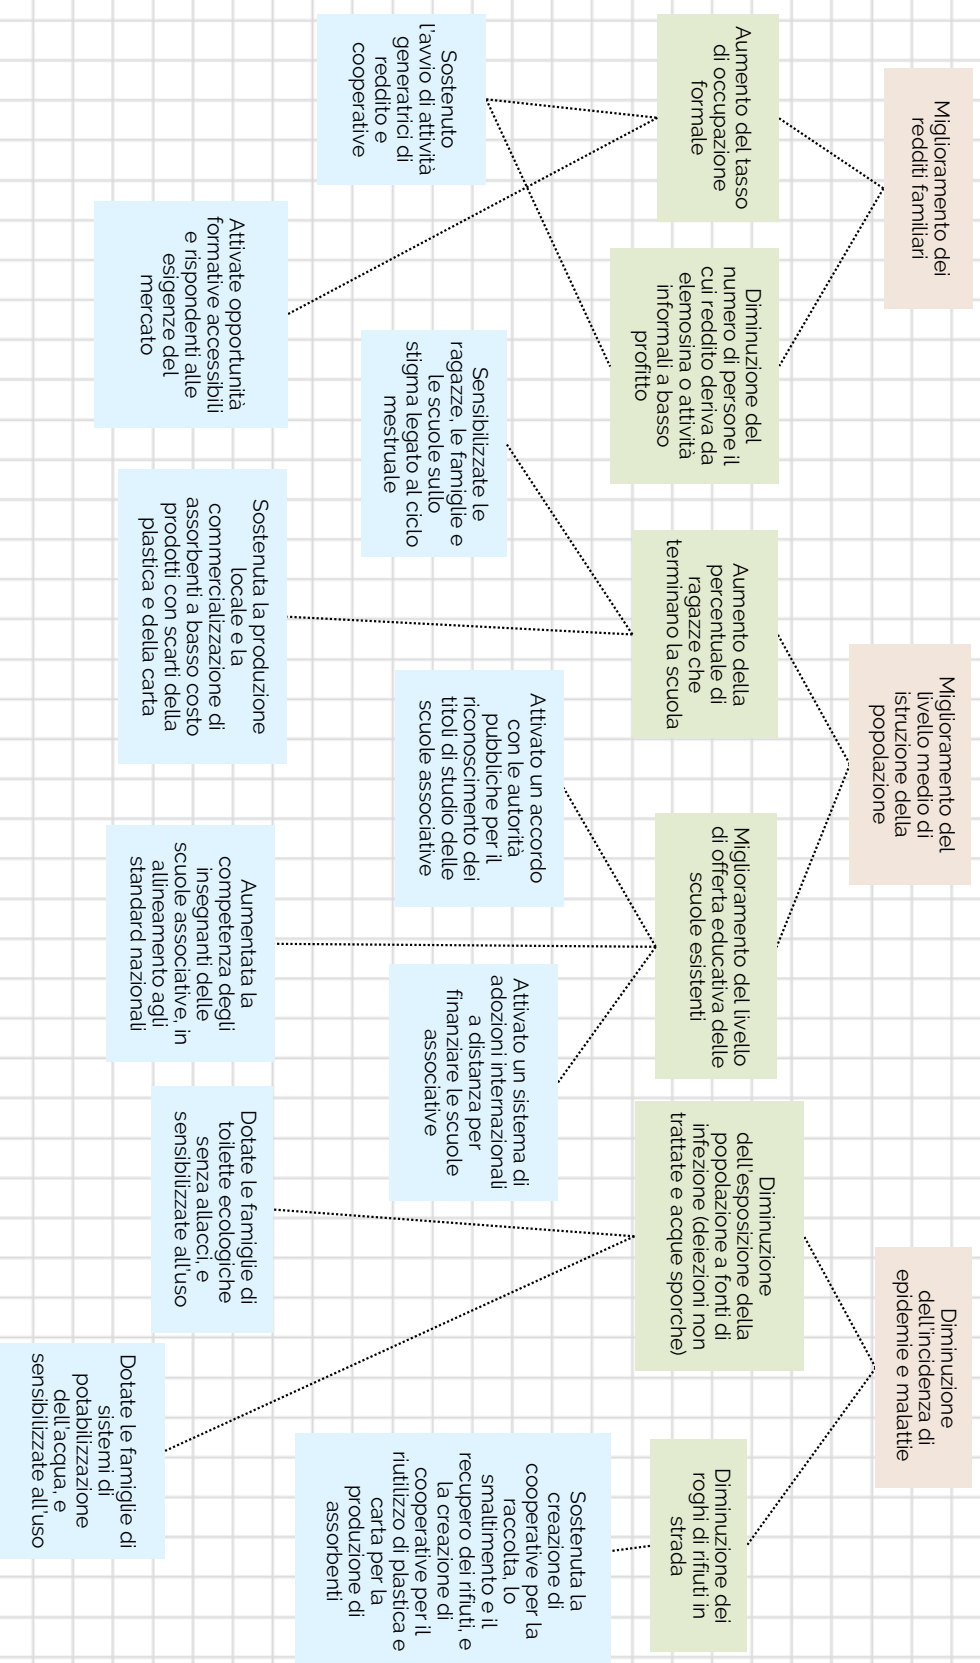 Miglioramento dei
redditi familiari
Miglioramento del
livello medio di
istruzione della
popolazione
Diminuzione
dell'incidenza di
epidemie e malattie
Aumento del tasso
di occupazione
formale
Diminuzione del
numero di persone il
cui reddito deriva da
elemosina o attività
informali a basso
profitto
Aumento della
percentuale di
ragazze che
terminano la scuola
Miglioramento del livello
di offerta educativa delle
scuole esistenti
Diminuzione
dell'esposizione della
popolazione a fonti di
infezione (deiezioni non
trattate e acque sporche)
Diminuzione dei
roghi di rifiuti in
strada
Sostenuto
l'avvio di attività
generatrici di
reddito e
cooperative
Attivate opportunità
formative accessibili
e rispondenti alle
esigenze del
mercato
Sensibilizzate le
ragazze, le famiglie e
le scuole sullo
stigma legato al ciclo
mestruale
Sostenuta la produzione
locale e la
commercializzazione di
assorbenti a basso costo
prodotti con scarti della
plastica e della carta
Attivato un accordo
con le autorità
pubbliche per il
riconoscimento dei
titoli di studio delle
scuole associative
Aumentata la
competenza degli
insegnanti delle
scuole associative, in
allineamento agli
standard nazionali
Attivato un sistema di
adozioni internazionali
a distanza per
finanziare le scuole
associative
Dotate le famiglie di
toilette ecologiche
senza allacci, e
sensibilizzate all'uso
Dotate le famiglie di
sistemi di
potabilizzazione
dell'acqua, e
sensibilizzate all'uso
Sostenuta la
creazione di
cooperative per la
raccolta, lo
smaltimento e il
recupero dei rifiuti, e
la creazione di
cooperative per il
riutilizzo di plastica e
carta per la
produzione di
assorbenti